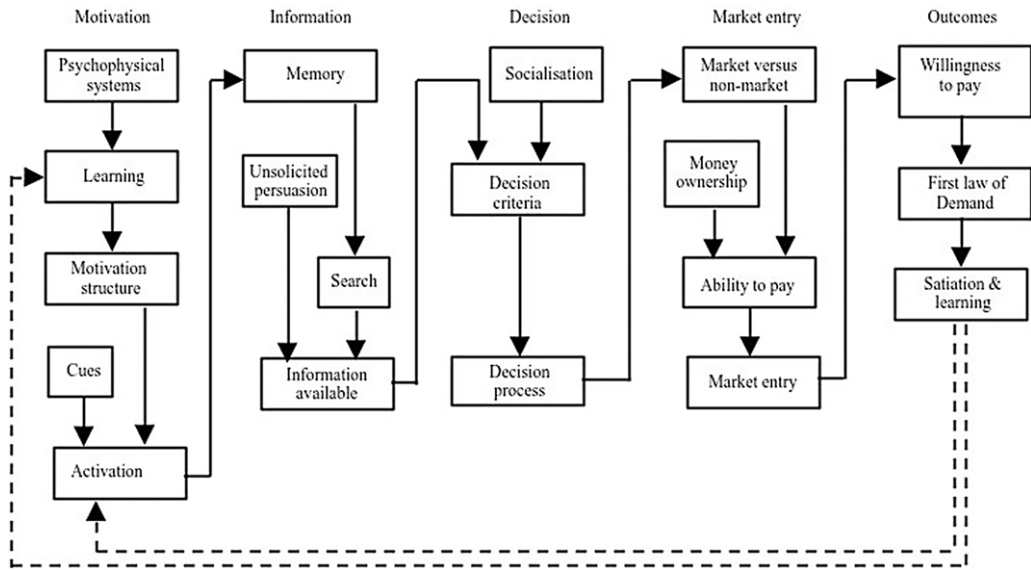 Motivation
Psychophysical
systems
Learning
Motivation
structure
Cues
Activation
Information
Memory
Unsolicited
persuasion
Search
Information
available
Decision
Socialisation
Decision
criteria
Decision
process
Market entry
Market versus
non-market
Money
ownership
Ability to pay
Market entry
Outcomes
Willingness
to pay
First law of
Demand
Satiation &
learning